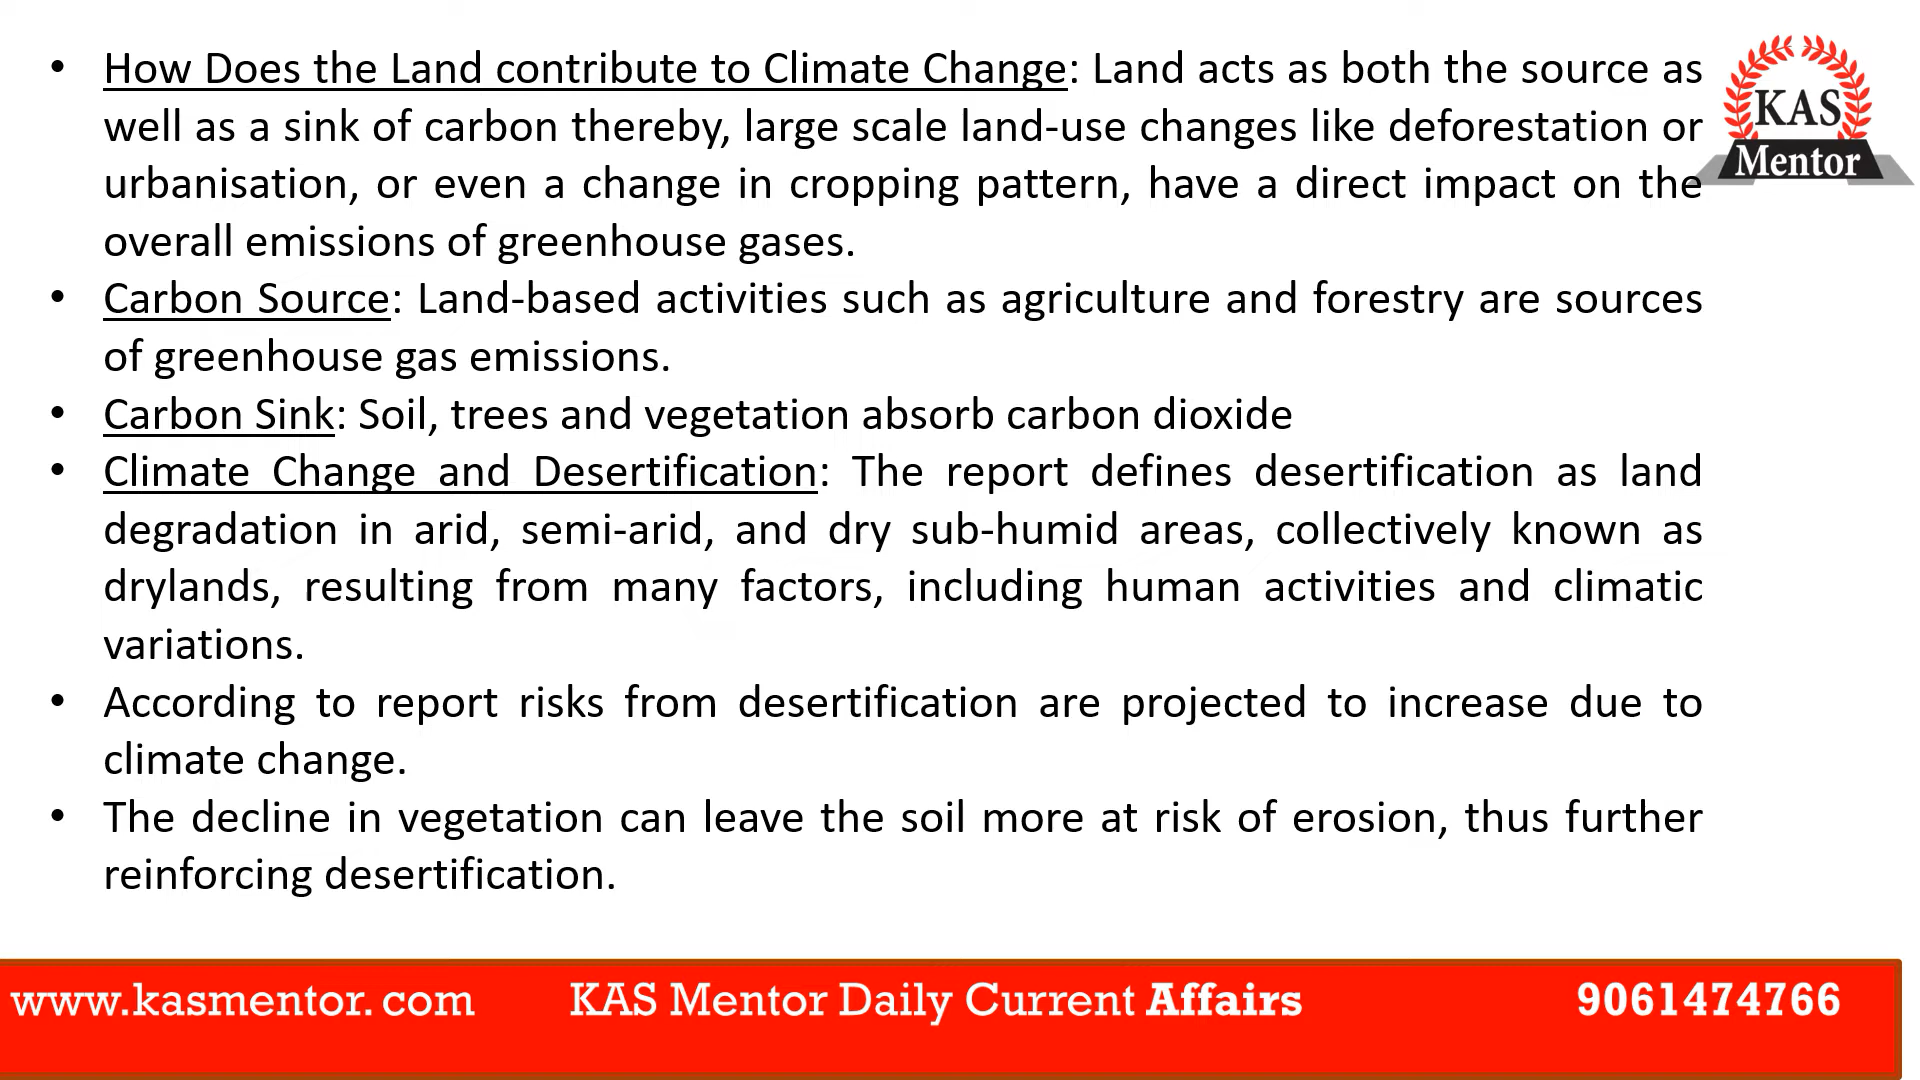 • How Does the Land contribute to Climate Change: Land acts as both the source as
well as a sink of carbon thereby, large scale land-use changes like deforestation or
urbanisation, or even a change in cropping pattern, have a direct impact on the
overall emissions of greenhouse gases.
• Carbon Source: Land-based activities such as agriculture and forestry are sources
of greenhouse gas emissions.
• Carbon Sink: Soil, trees and vegetation absorb carbon dioxide
• Climate Change and Desertification: The report defines desertification as land
degradation in arid, semi-arid, and dry sub-humid areas, collectively known as
drylands, resulting from many factors, including human activities and climatic
variations.
• According to report risks from desertification are projected to increase due to
climate change.
• The decline in vegetation can leave the soil more at risk of erosion, thus further
reinforcing desertification.
KAS
Mentor
www.kasmentor. com KAS Mentor Daily Current Affairs 9061474766